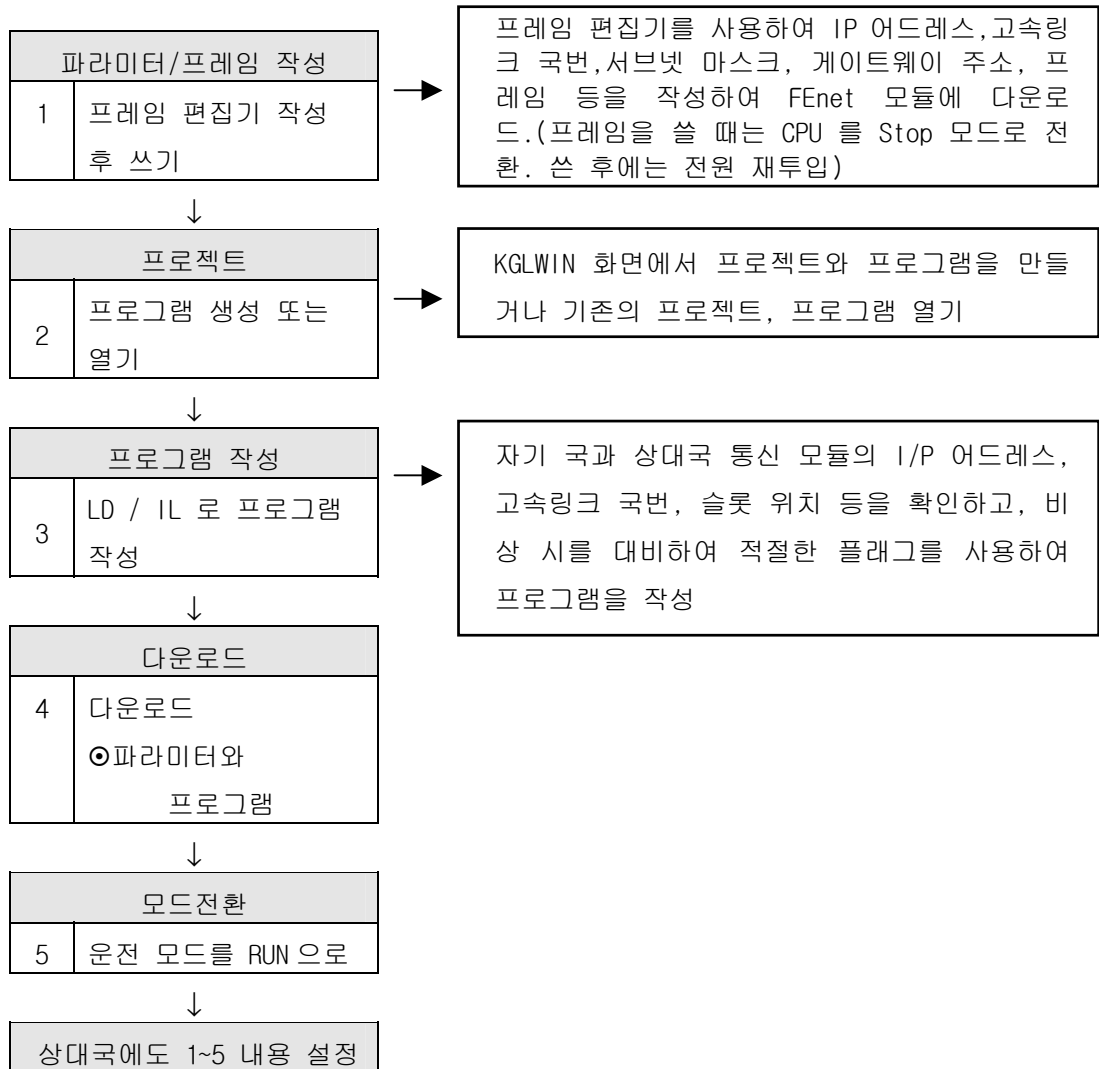 파라미터/프레임 작성
1
프레임 편집기 작성
후 쓰기
프레임 편집기를 사용하여 IP 어드레스,고속링
크 국번,서브넷 마스크, 게이트웨이 주소, 프
레임 등을 작성하여 FEnet 모듈에 다운로
드.(프레임을 쓸 때는 CPU 를 Stop 모드로 전
환. 쓴 후에는 전원 재투입)
↓
프로젝트
2
프로그램 생성 또는
열기
KGLWIN 화면에서 프로젝트와 프로그램을 만들
거나 기존의 프로젝트, 프로그램 열기
↓
프로그램 작성
3
LD / IL 로 프로그램
작성
자기 국과 상대국 통신 모듈의 I/P 어드레스,
고속링크 국번, 슬롯 위치 등을 확인하고, 비
상 시를 대비하여 적절한 플래그를 사용하여
프로그램을 작성
↓
다운로드
4
다운로드
⊙파라미터와
프로그램
↓
모드전환
5
운전 모드를 RUN 으로
↓
상대국에도 1~5 내용 설정